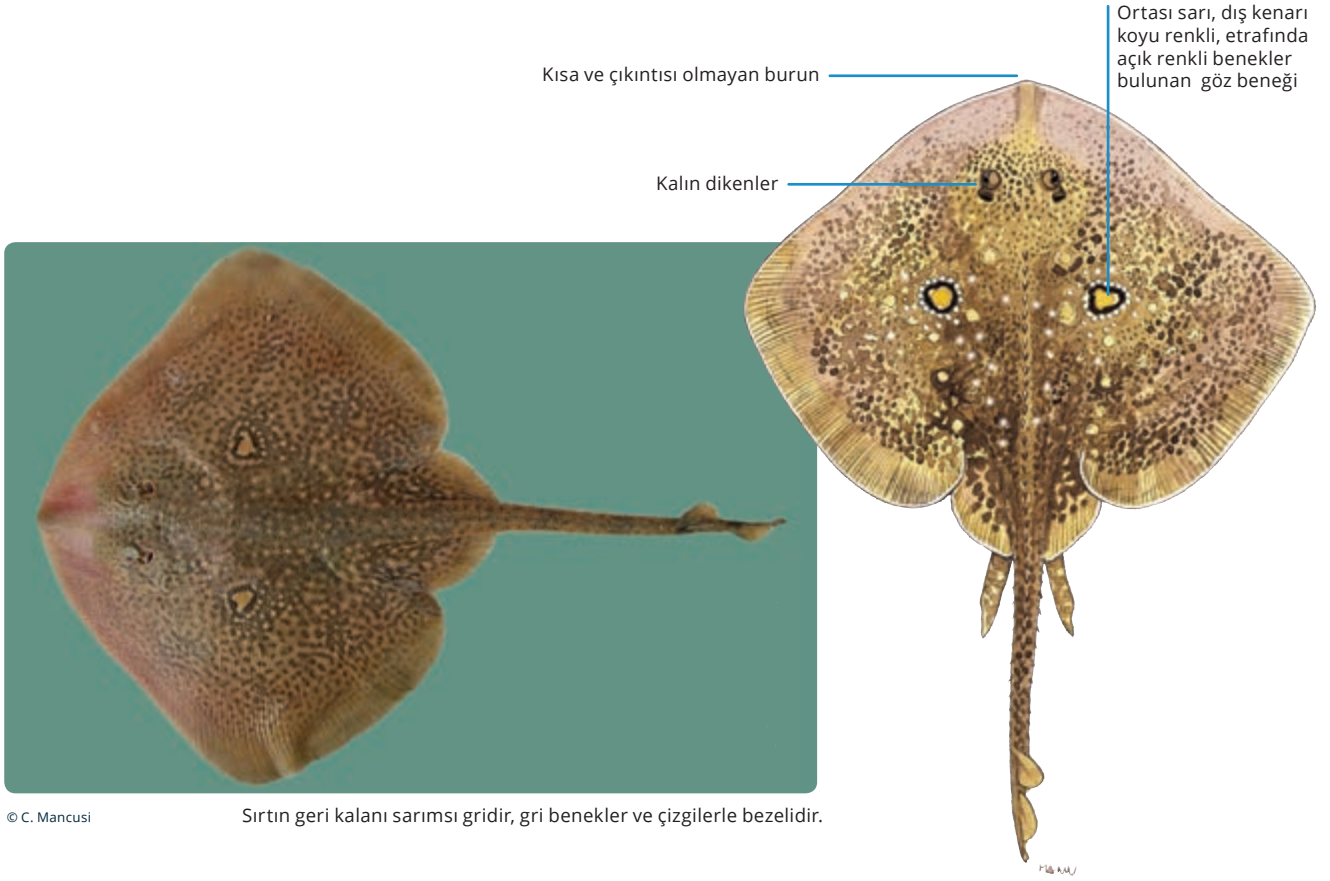 Ortası sarı, dış kenarı
koyu renkli, etrafında
açık renkli benekler
bulunan göz beneği
Kısa ve çıkıntısı olmayan burun
Kalın dikenler
© C. Mancusi
Sırtın geri kalanı sarımsı gridir, gri benekler ve çizgilerle bezelidir.